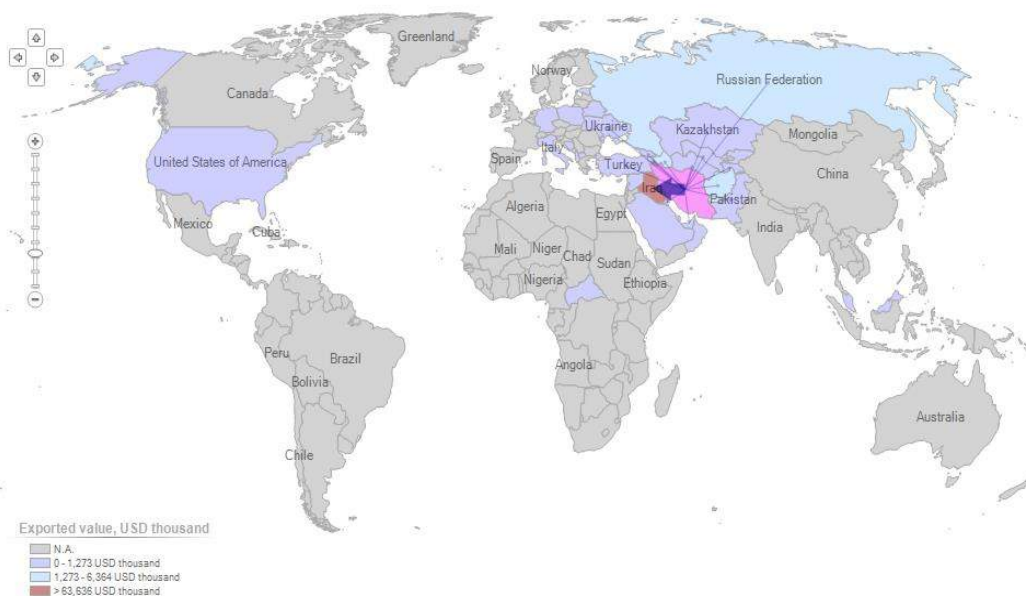 Greenland
Norway
Russian Federation
Canada
Ukraine
Kazakhstan
Mongolia
Italy
United States of America
Spain
Turkey
China
Iraq
Pakistan
Algeria
Egypt
Mexico
Cuba
India
Mali
Niger
Chad
Sudan
Nigeria
Ethiopia
Peru
Brazil
Angola
Bolivia
Australia
Chile
Exported value, USD thousand
N.A.
0 - 1,273 USD thousand
1,273 - 6,364 USD thousand
> 63,636 USD thousand